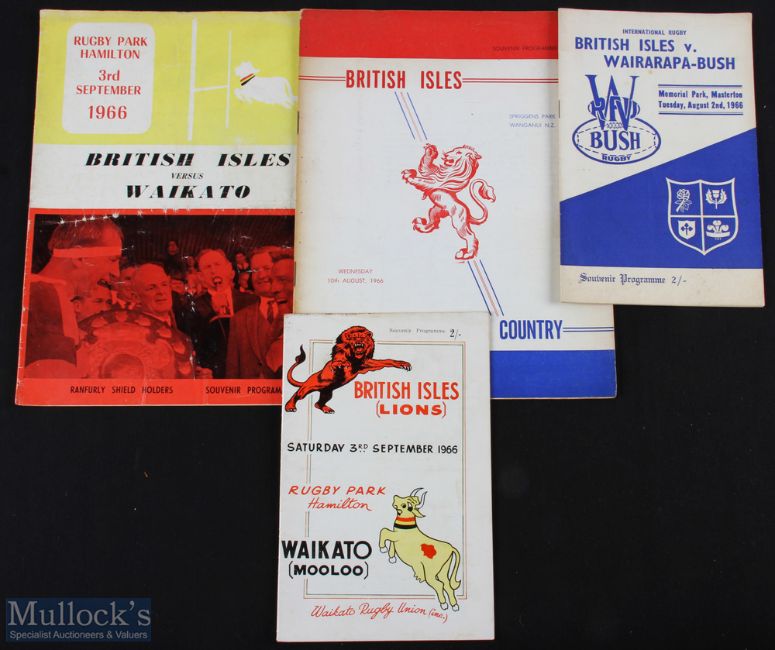 RUGBY PARK
HAMILTON
3rd
SEPTEMBER
1966
BRITISH ISLES
VERSUS
WAIKATO
RANFURLY SHIELD HOLDERS
SOUVENIR PROGRAM
SOUVENIR PROGRAMME
BRITISH ISLES
SPRIGGENS PARK
WANGANUI N.Z.
WEDNESDAY
10th AUGUST, 1966
COUNTRY
INTERNATIONAL RUGBY
BRITISH ISLES v.
WAIRARAPA-BUSH
Memorial Park, Masterton
Tuesday, August 2nd, 1966
BUSH
RUGBY
Souvenir Programme 2/-
Souvenir Programme 2/-
BRITISH ISLES
(LIONS)
SATURDAY 3RD SEPTEMBER 1966
RUGBY PARK
Hamilton
WAIKATO
(MOOLOO)
Waikato Rugby Union (inc.)
Mullock's
Specialist Auctioneers & Valuers